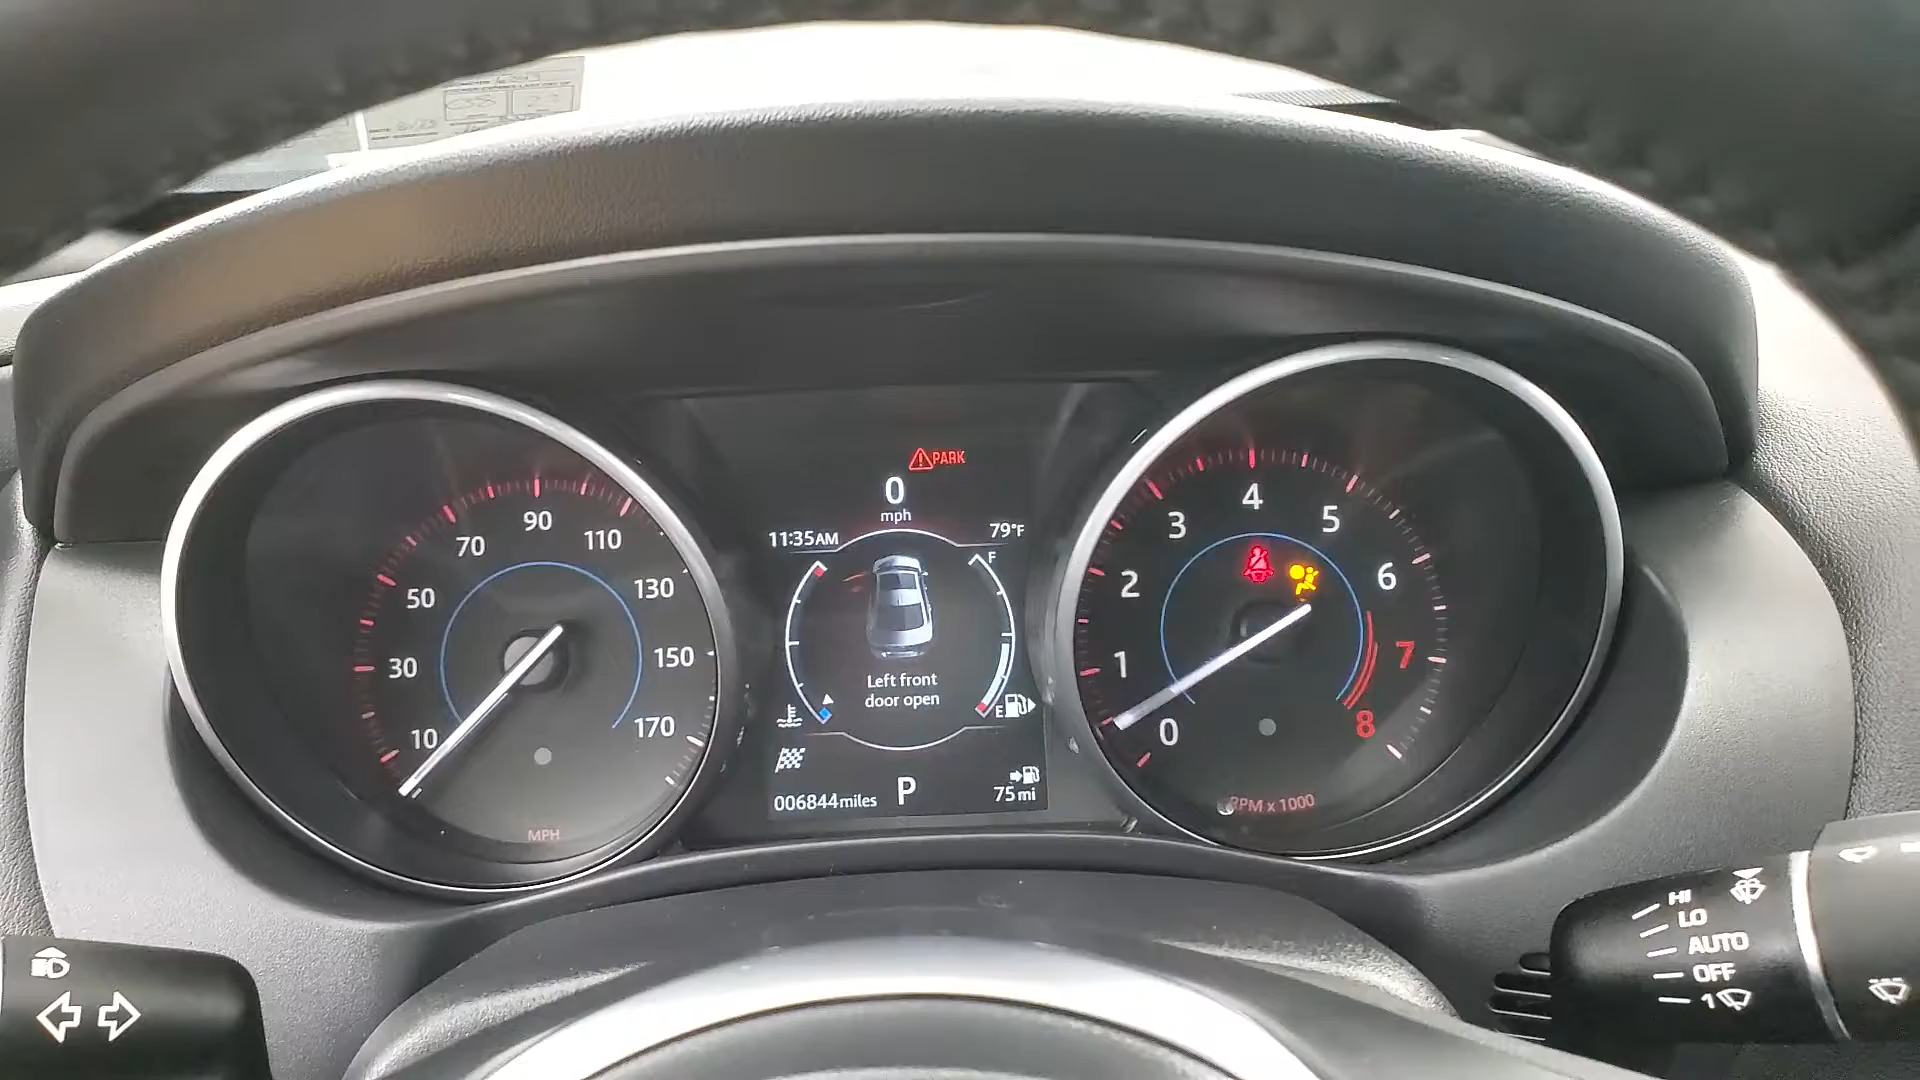 PARK
0
mph
11:35AM
79°F
F
Left front
door open
E
006844miles
P
75mi
10
30
50
70
90
110
130
150
170
MPH
0
1
2
3
4
5
6
7
8
RPM x 1000
HI
LO
AUTO
OFF
1